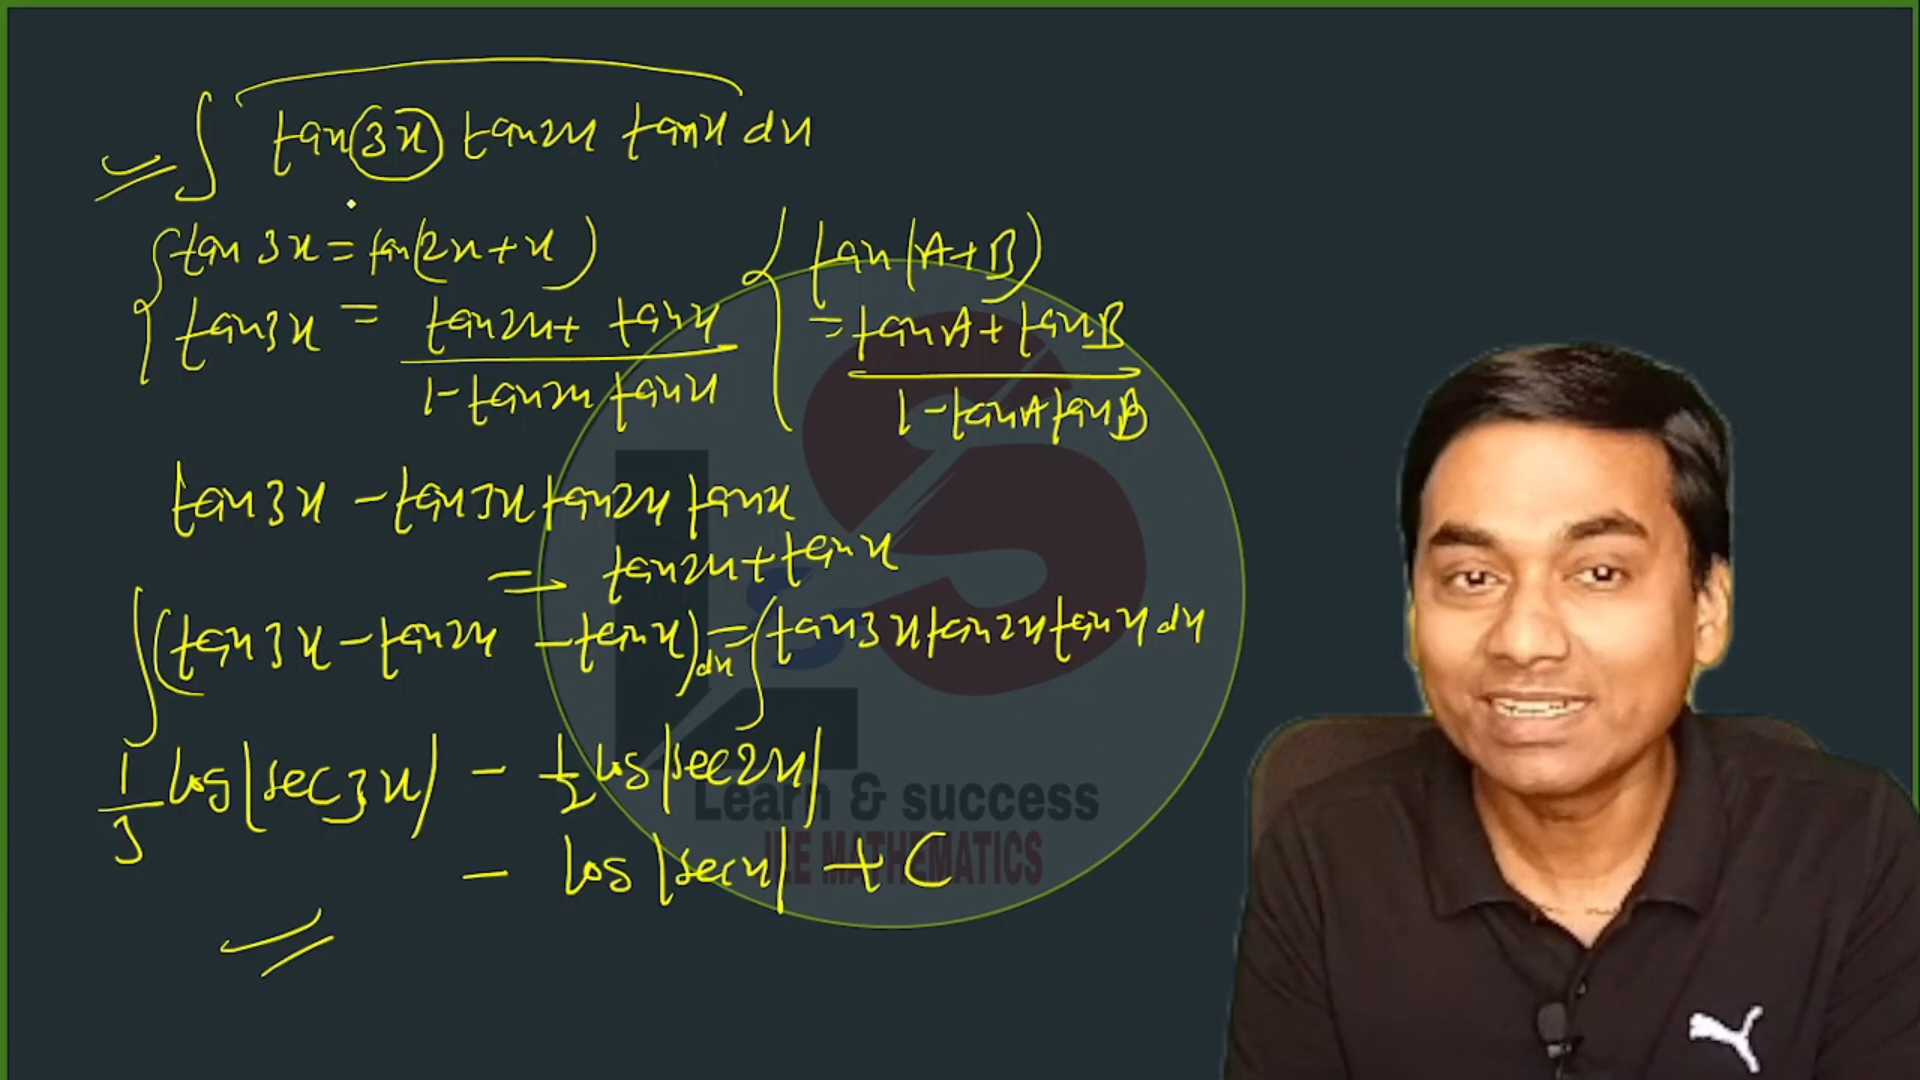 ∫ tan(3x) tan2x tanx dx
tan 3x = tan(2x+x)
tan3x = (tan2x + tanx)/(1 - tan2x tanx)
tan(A+B)
= (tanA + tanB)/(1 - tanA tanB)
tan3x - tan3x tan2x tanx
= tan2x + tanx
∫(tan3x - tan2x - tanx)dx = ∫tan3x tan2x tanx dx
1/3 log|sec3x| - 1/2 log|sec2x|
- log|secx| + C
LS
Learn & success
JEE MATHEMATICS